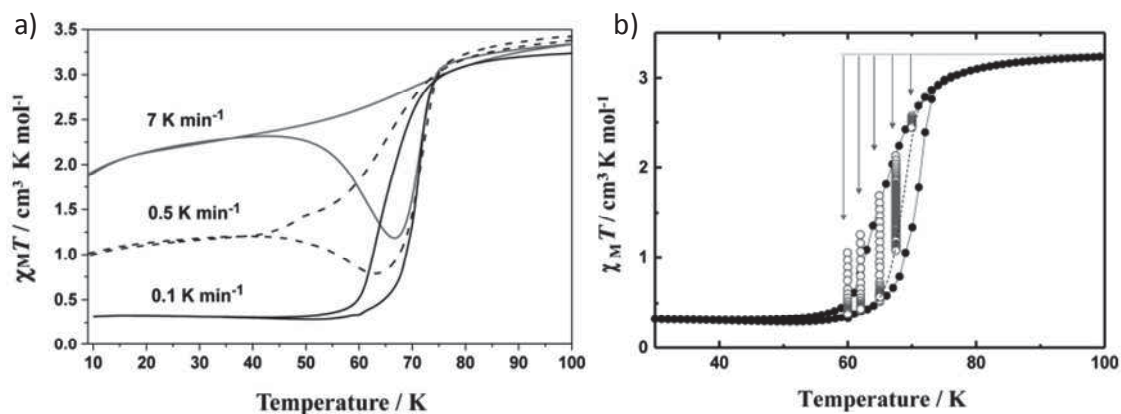 a)
χMT / cm³ K mol⁻¹
3.5
3.0
2.5
2.0
1.5
1.0
0.5
0.0
7 K min⁻¹
0.5 K min⁻¹
0.1 K min⁻¹
10 20 30 40 50 60 70 80 90 100
Temperature / K
b)
χMT / cm³ K mol⁻¹
3
2
1
0
40 60 80 100
Temperature / K